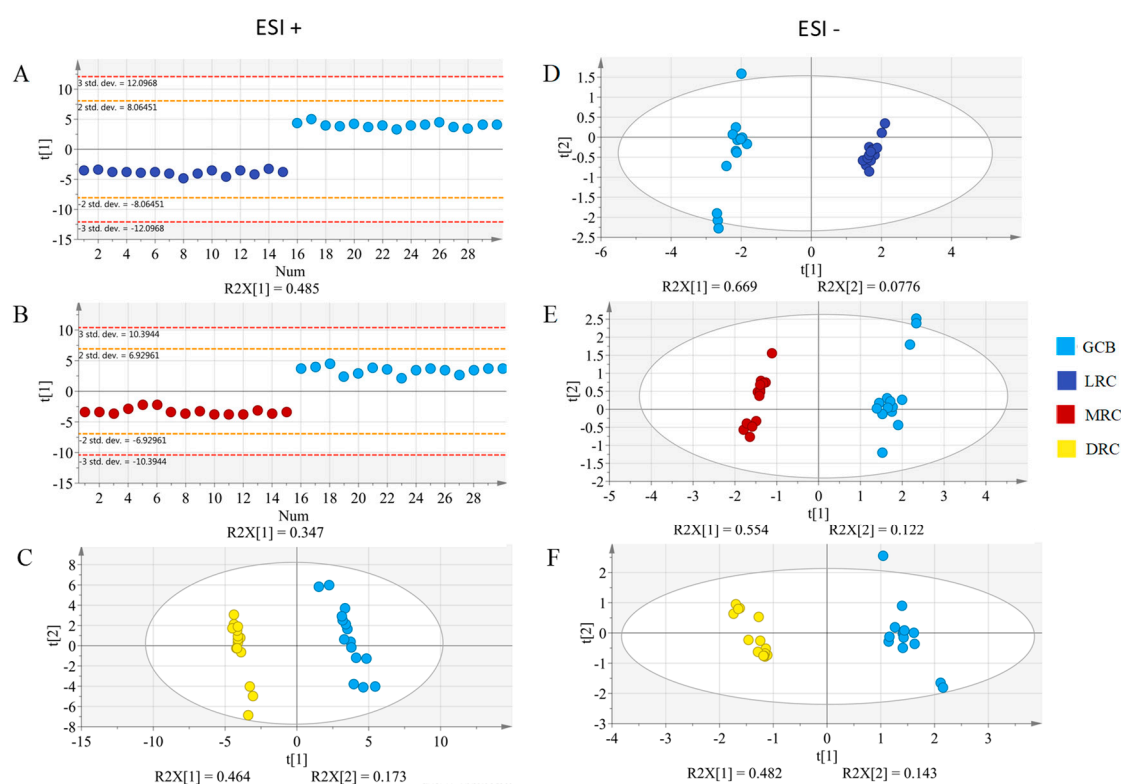 ESI +
ESI -
A
3 std. dev. = 12.0968
2 std. dev. = 8.06451
-2 std. dev. = -8.06451
-3 std. dev. = -12.0968
t[1]
10
5
0
-5
-10
-15
2 4 6 8 10 12 14 16 18 20 22 24 26 28
Num
R2X[1] = 0.485
D
t[2]
1.5
1
0.5
0
-0.5
-1
-1.5
-2
-2.5
-6 -4 -2 0 2 4
t[1]
R2X[1] = 0.669 R2X[2] = 0.0776
B
3 std. dev. = 10.3944
2 std. dev. = 6.92961
-2 std. dev. = -6.92961
-3 std. dev. = -10.3944
t[1]
10
5
0
-5
-10
-15
2 4 6 8 10 12 14 16 18 20 22 24 26 28
Num
R2X[1] = 0.347
E
t[2]
2.5
2
1.5
1
0.5
0
-0.5
-1
-1.5
-2
-5 -4 -3 -2 -1 0 1 2 3 4
t[1]
R2X[1] = 0.554 R2X[2] = 0.122
GCB
LRC
MRC
DRC
C
t[2]
8
6
4
2
0
-2
-4
-6
-8
-15 -10 -5 0 5 10
t[1]
R2X[1] = 0.464 R2X[2] = 0.173
F
t[2]
2
1
0
-1
-2
-3
-4 -3 -2 -1 0 1 2 3
t[1]
R2X[1] = 0.482 R2X[2] = 0.143